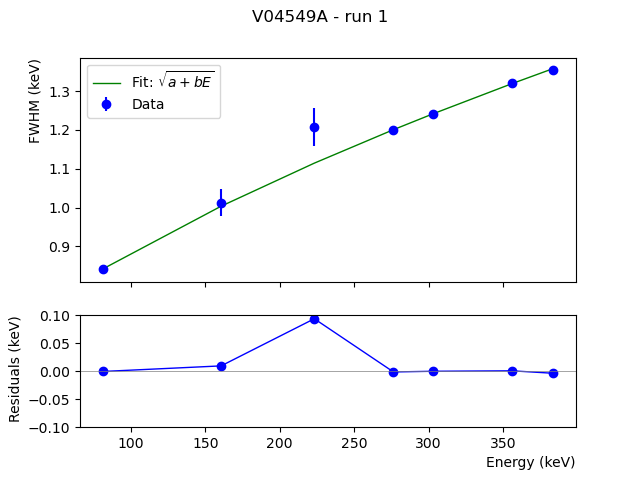 V04549A - run 1
FWHM (keV)
1.3
1.2
1.1
1.0
0.9
Fit: √a + bE
Data
Residuals (keV)
0.10
0.05
0.00
−0.05
−0.10
100 150 200 250 300 350
Energy (keV)